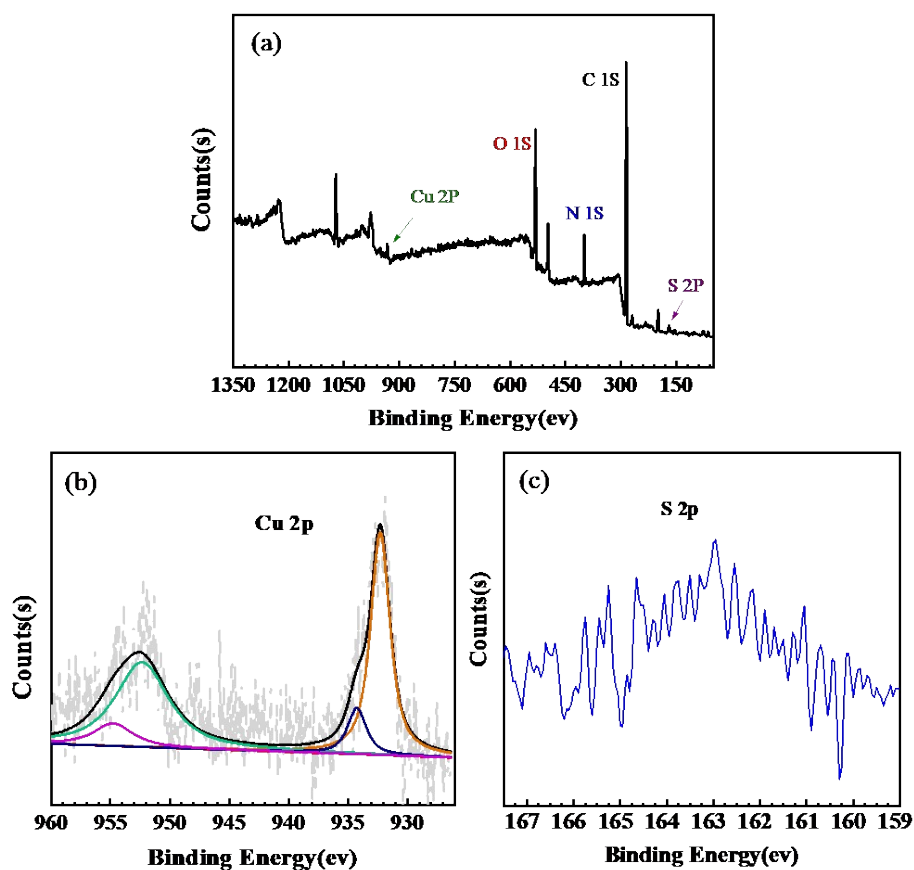 (a)
C 1S
O 1S
Cu 2P
N 1S
S 2P
Counts(s)
1350 1200 1050 900 750 600 450 300 150
Binding Energy(ev)
(b)
Cu 2p
Counts(s)
960 955 950 945 940 935 930
Binding Energy(ev)
(c)
S 2p
Counts(s)
167 166 165 164 163 162 161 160 159
Binding Energy(ev)